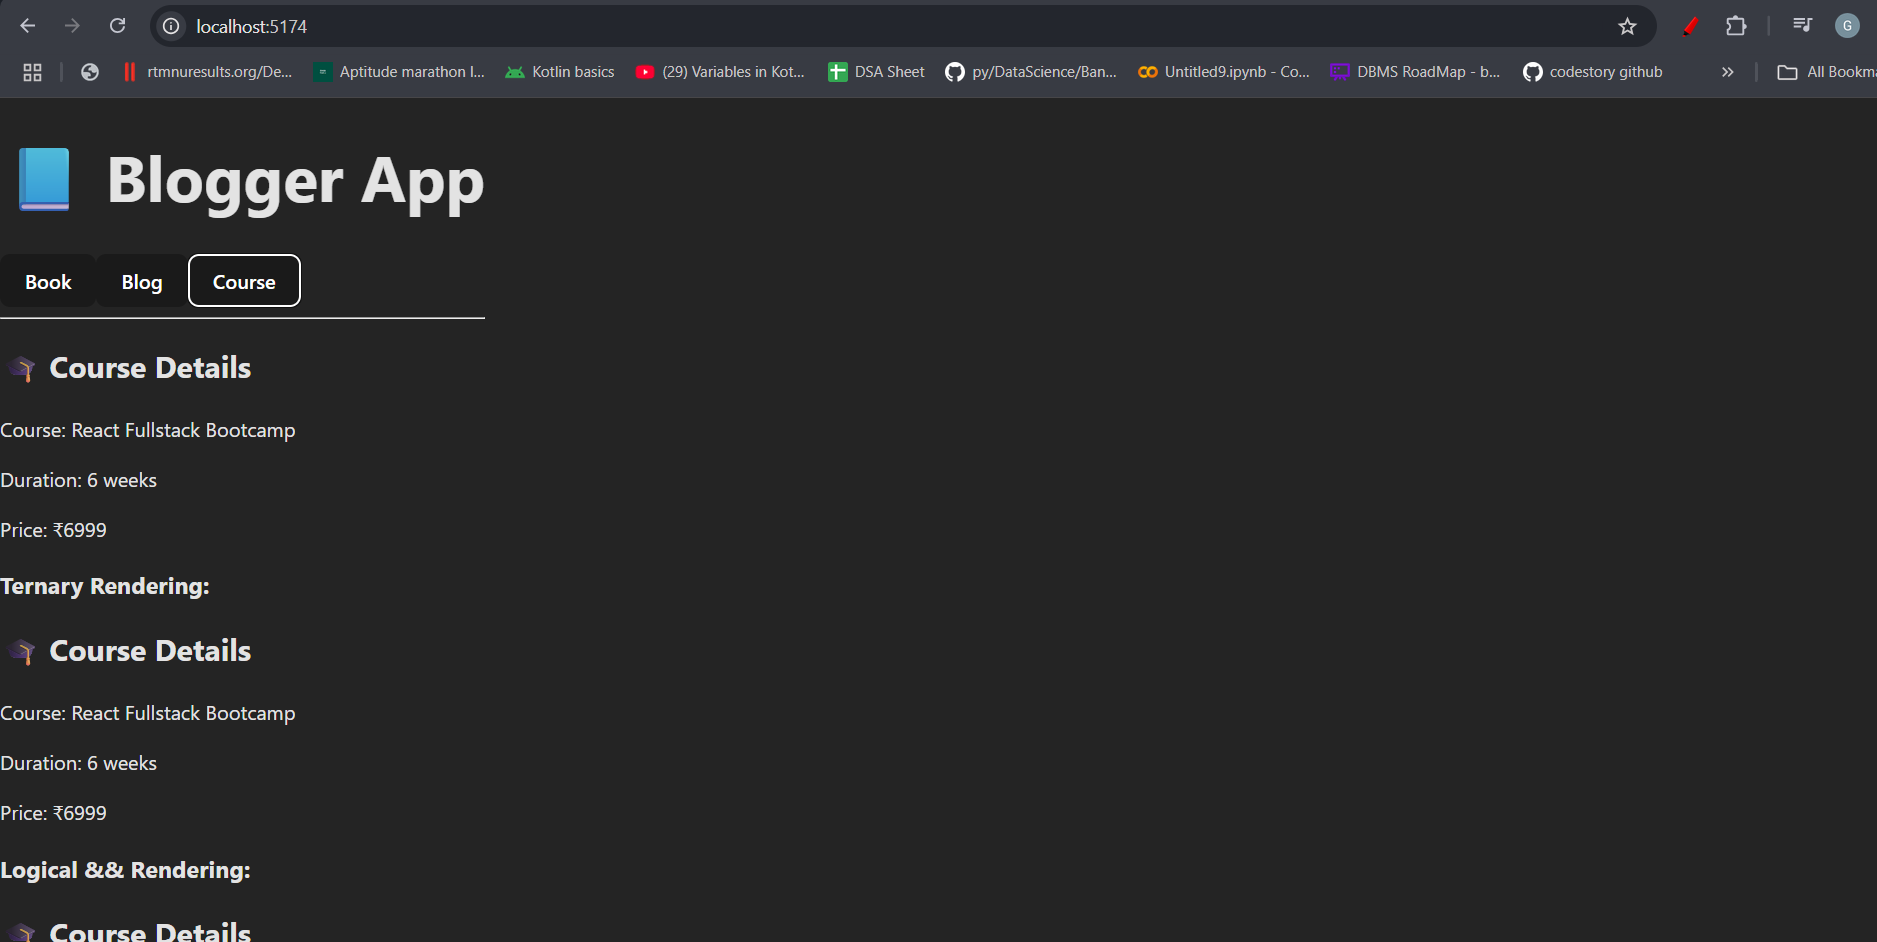 localhost:5174
G
rtmnuresults.org/De...
Aptitude marathon I...
Kotlin basics
(29) Variables in Kot...
DSA Sheet
py/DataScience/Ban...
Untitled9.ipynb - Co...
DBMS RoadMap - b...
codestory github
All Bookma
Blogger App
Book
Blog
Course
Course Details
Course: React Fullstack Bootcamp
Duration: 6 weeks
Price: ₹6999
Ternary Rendering:
Course Details
Course: React Fullstack Bootcamp
Duration: 6 weeks
Price: ₹6999
Logical && Rendering:
Course Details